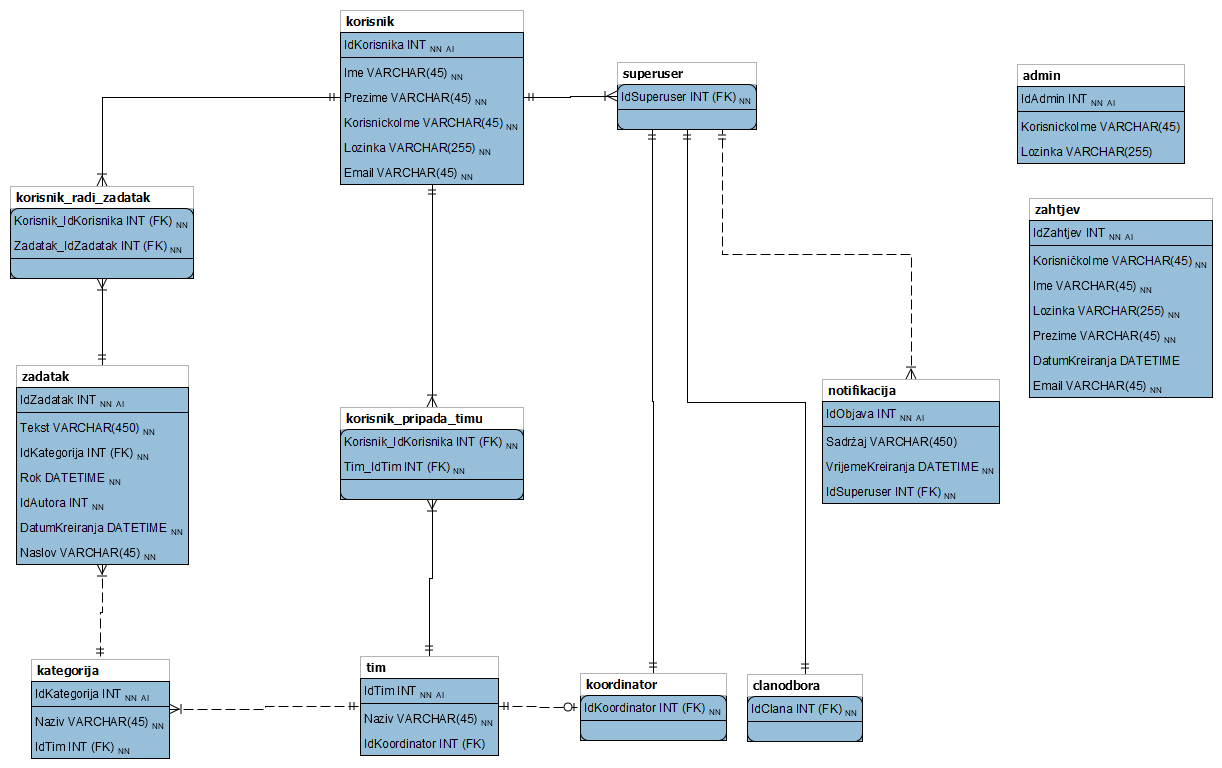 korisnik
IdKorisnika INT NN AI
Ime VARCHAR(45) NN
Prezime VARCHAR(45) NN
KorisnickoIme VARCHAR(45) NN
Lozinka VARCHAR(255) NN
Email VARCHAR(45) NN
superuser
IdSuperuser INT (FK) NN
admin
IdAdmin INT NN AI
KorisnickoIme VARCHAR(45)
Lozinka VARCHAR(255)
korisnik_radi_zadatak
Korisnik_IdKorisnika INT (FK) NN
Zadatak_IdZadatak INT (FK) NN
zahtjev
IdZahtjev INT NN AI
KorisničkoIme VARCHAR(45) NN
Ime VARCHAR(45) NN
Lozinka VARCHAR(255) NN
Prezime VARCHAR(45) NN
DatumKreiranja DATETIME
Email VARCHAR(45) NN
zadatak
IdZadatak INT NN AI
Tekst VARCHAR(450) NN
IdKategorija INT (FK) NN
Rok DATETIME NN
IdAutora INT NN
DatumKreiranja DATETIME NN
Naslov VARCHAR(45) NN
korisnik_pripada_timu
Korisnik_IdKorisnika INT (FK) NN
Tim_IdTim INT (FK) NN
notifikacija
IdObjava INT NN AI
Sadržaj VARCHAR(450)
VrijemeKreiranja DATETIME NN
IdSuperuser INT (FK) NN
kategorija
IdKategorija INT NN AI
Naziv VARCHAR(45) NN
IdTim INT (FK) NN
tim
IdTim INT NN AI
Naziv VARCHAR(45) NN
IdKoordinator INT (FK)
koordinator
IdKoordinator INT (FK) NN
clanodbora
IdClana INT (FK) NN